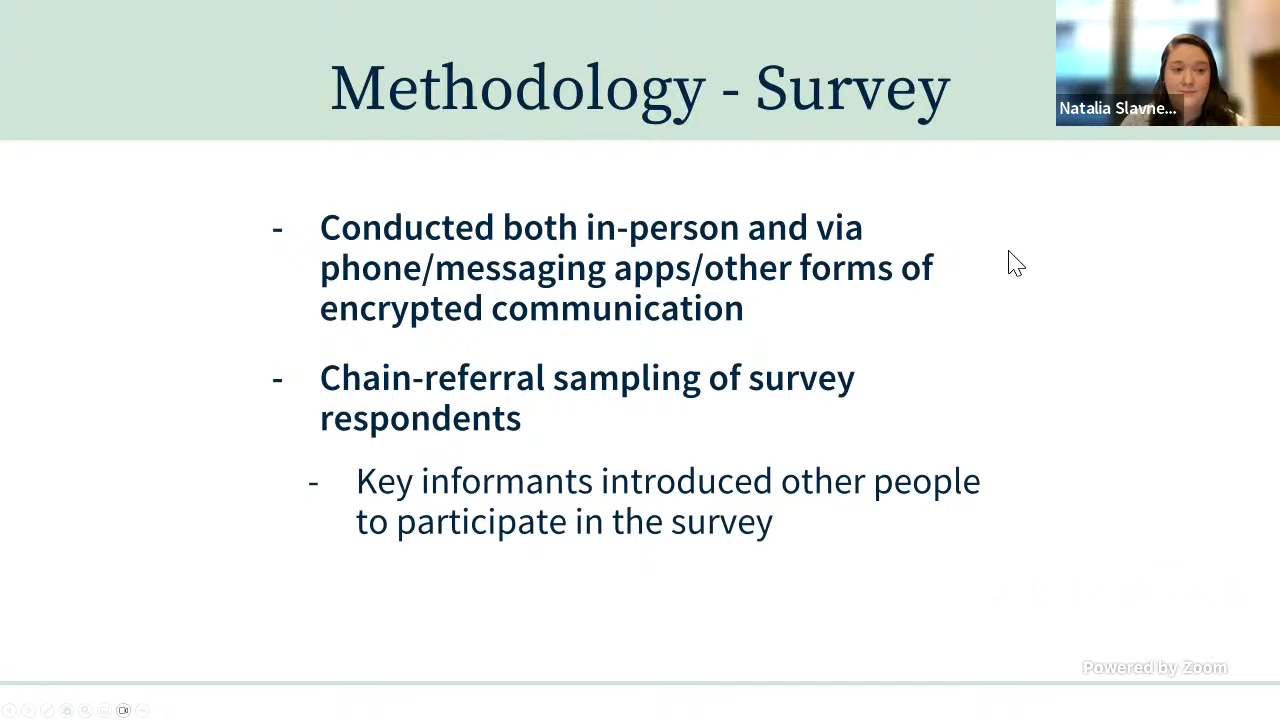 Methodology - Survey
Natalia Slavne...
- Conducted both in-person and via
phone/messaging apps/other forms of
encrypted communication
- Chain-referral sampling of survey
respondents
- Key informants introduced other people
to participate in the survey
Powered by Zoom